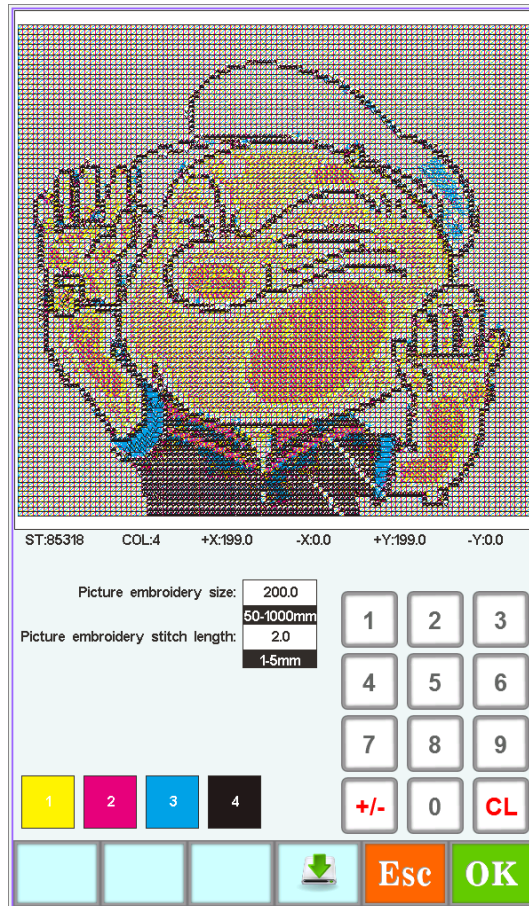 ST:85318 COL:4 +X:199.0 -X:0.0 +Y:199.0 -Y:0.0
Picture embroidery size: 200.0
50-1000mm
Picture embroidery stitch length: 2.0
1-5mm
1 2 3
4 5 6
7 8 9
1 2 3 4
+/- 0 CL
Esc OK